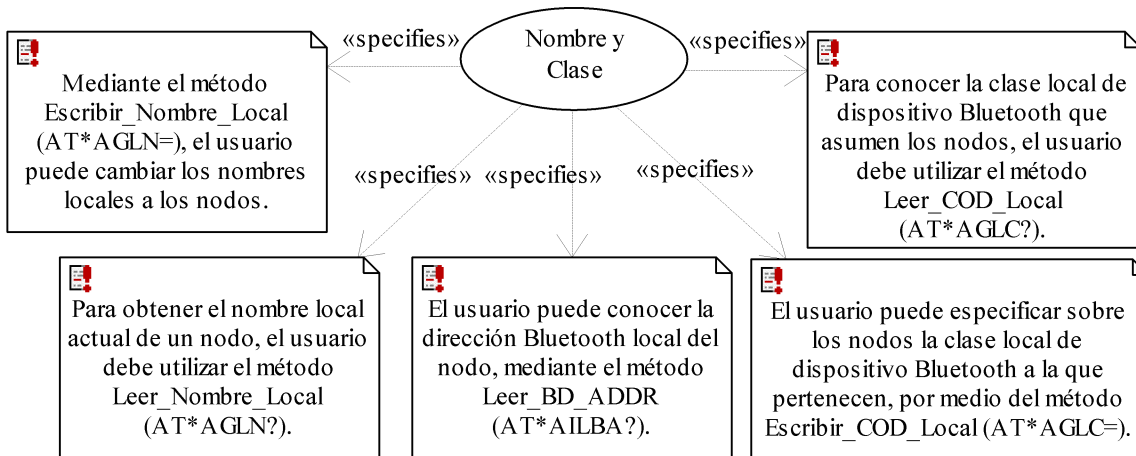 Nombre y
Clase
«specifies»
«specifies»
«specifies»
«specifies»
«specifies»
Mediante el método
Escribir_Nombre_Local
(AT*AGLN=), el usuario
puede cambiar los nombres
locales a los nodos.
Para conocer la clase local de
dispositivo Bluetooth que
asumen los nodos, el usuario
debe utilizar el método
Leer_COD_Local
(AT*AGLC?).
Para obtener el nombre local
actual de un nodo, el usuario
debe utilizar el método
Leer_Nombre_Local
(AT*AGLN?).
El usuario puede conocer la
dirección Bluetooth local del
nodo, mediante el método
Leer_BD_ADDR
(AT*AILBA?).
El usuario puede especificar sobre
los nodos la clase local de
dispositivo Bluetooth a la que
pertenecen, por medio del método
Escribir_COD_Local (AT*AGLC=).